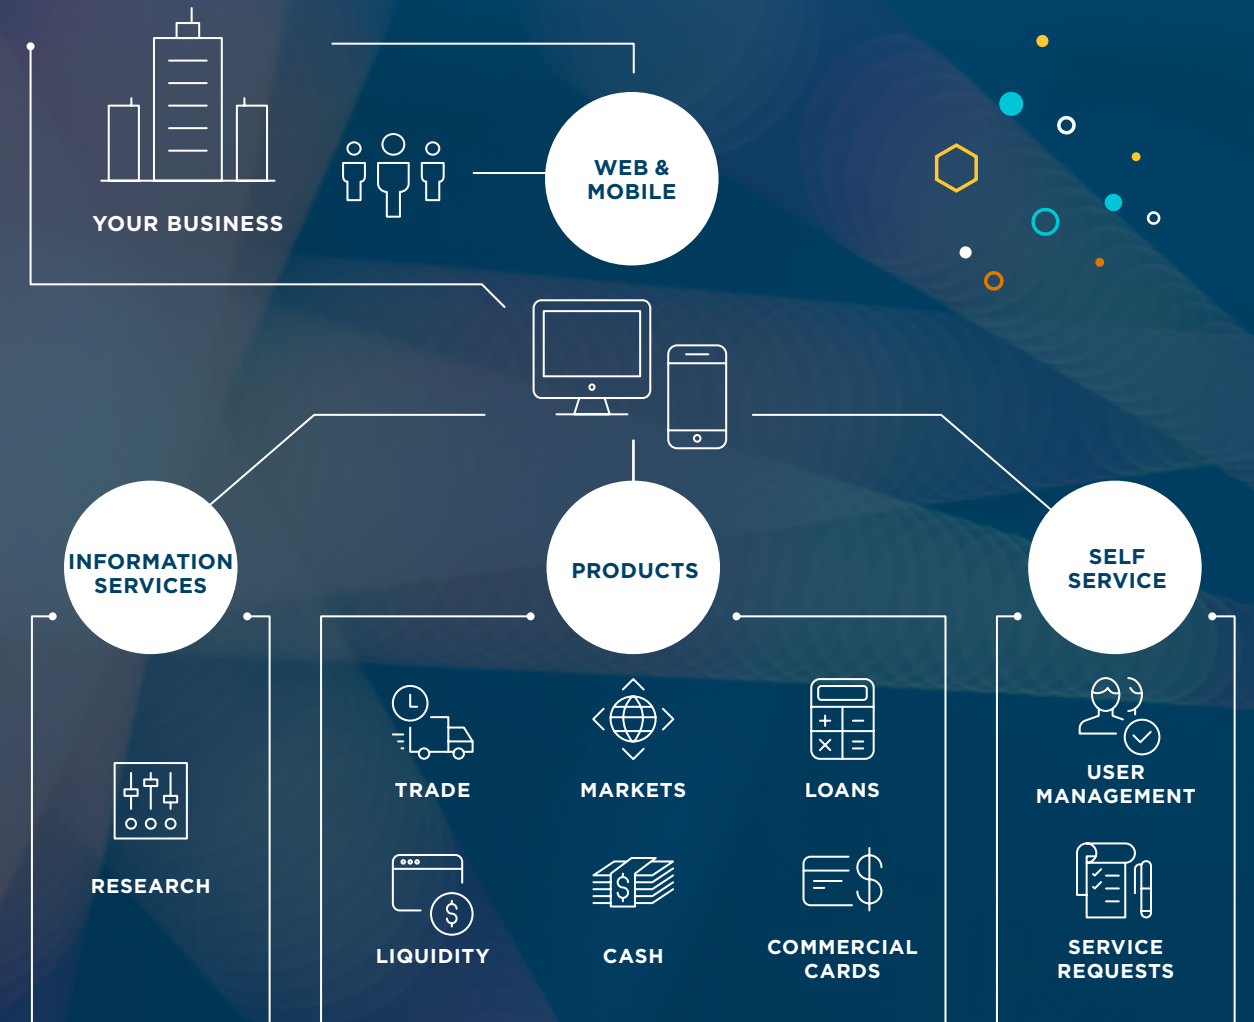 WEB &
MOBILE
YOUR BUSINESS
INFORMATION
SERVICES
PRODUCTS
SELF
SERVICE
TRADE
MARKETS
LOANS
USER
MANAGEMENT
RESEARCH
LIQUIDITY
CASH
COMMERCIAL
CARDS
SERVICE
REQUESTS